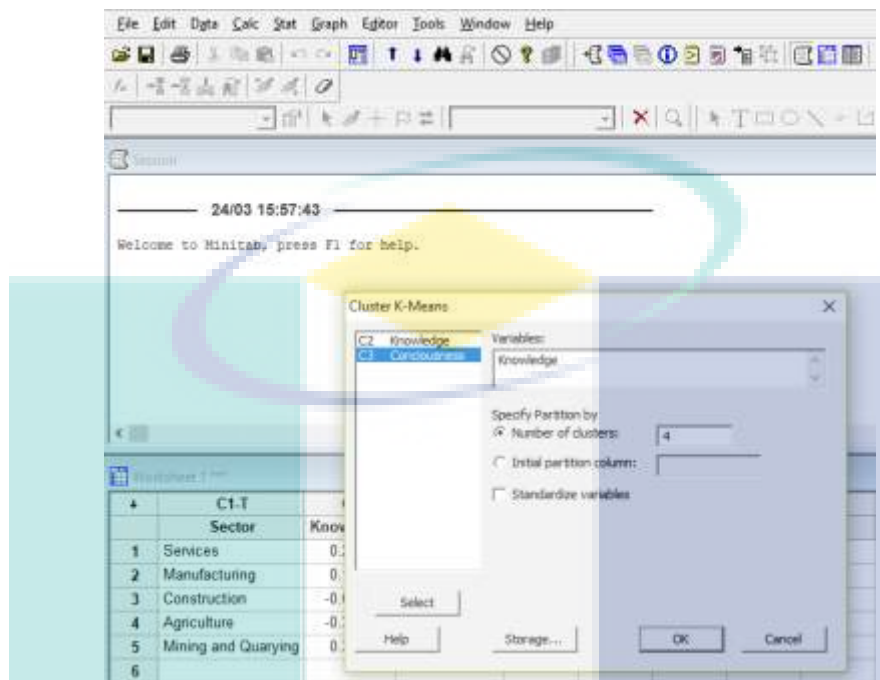 File Edit Data Calc Stat Graph Editor Tools Window Help
Session
24/03 15:57:43
Welcome to Minitab, press F1 for help.
Cluster K-Means
C2 Knowledge
C3 Conciousness
Variables:
Knowledge
Specify Partition by
Number of clusters: 4
Initial partition column:
Standardize variables
Select
Help
Storage...
OK
Cancel
Worksheet 1 ***
C1-T
Sector
1 Services
2 Manufacturing
3 Construction
4 Agriculture
5 Mining and Quarying
6